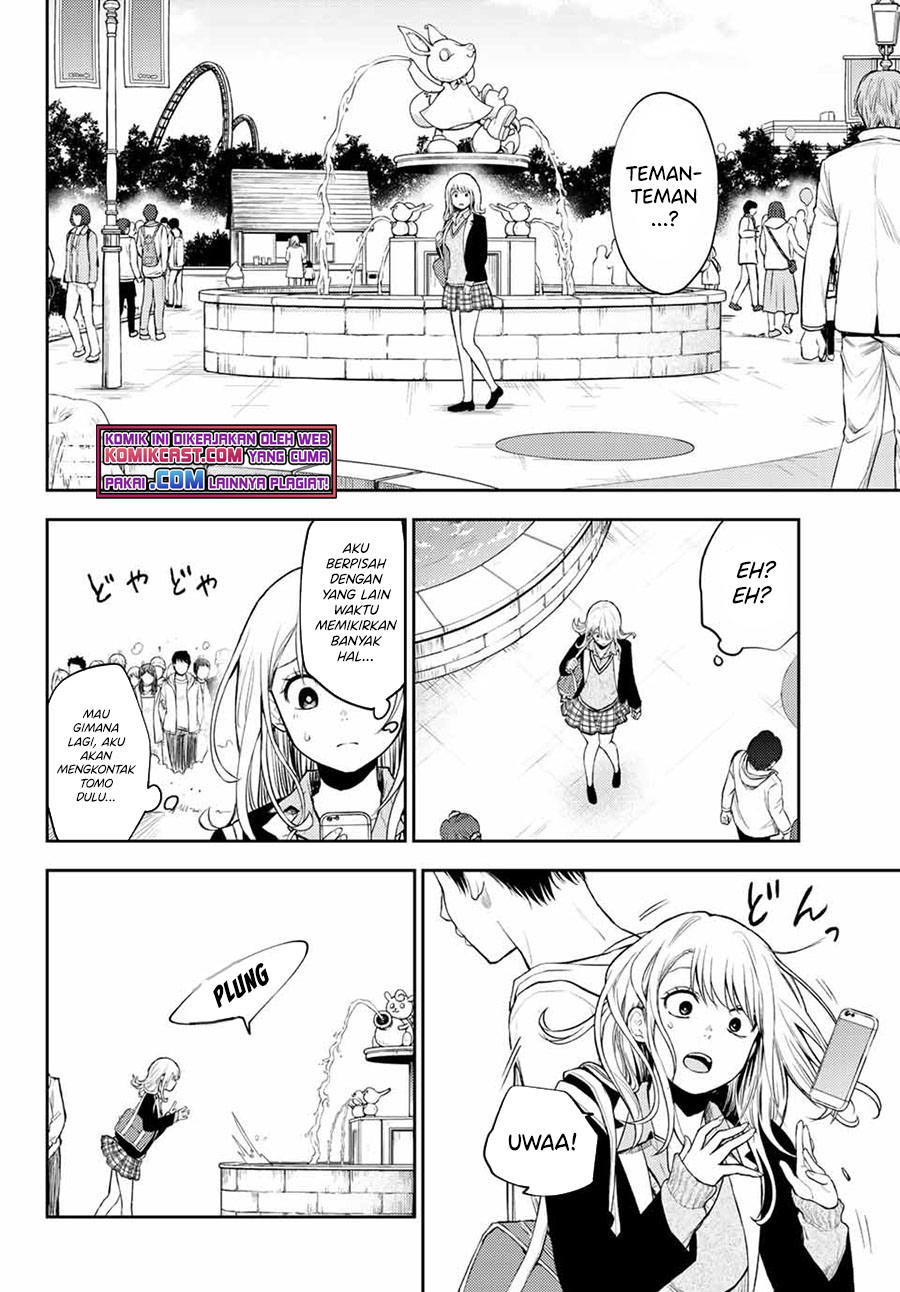 TEMAN-
TEMAN
...?
KOMIK INI DIKERJAKAN OLEH WEB
KOMIKCAST.COM YANG CUMA
PAKAI .COM LAINNYA PLAGIAT!
EH?
EH?
AKU
BERPISAH
DENGAN
YANG LAIN
WAKTU
MEMIKIRKAN
BANYAK
HAL...
どやどや
MAU
GIMANA
LAGI, AKU
AKAN
MENGKONTAK
TOMO
DULU...
どんっ
UWAA!
PLUNG